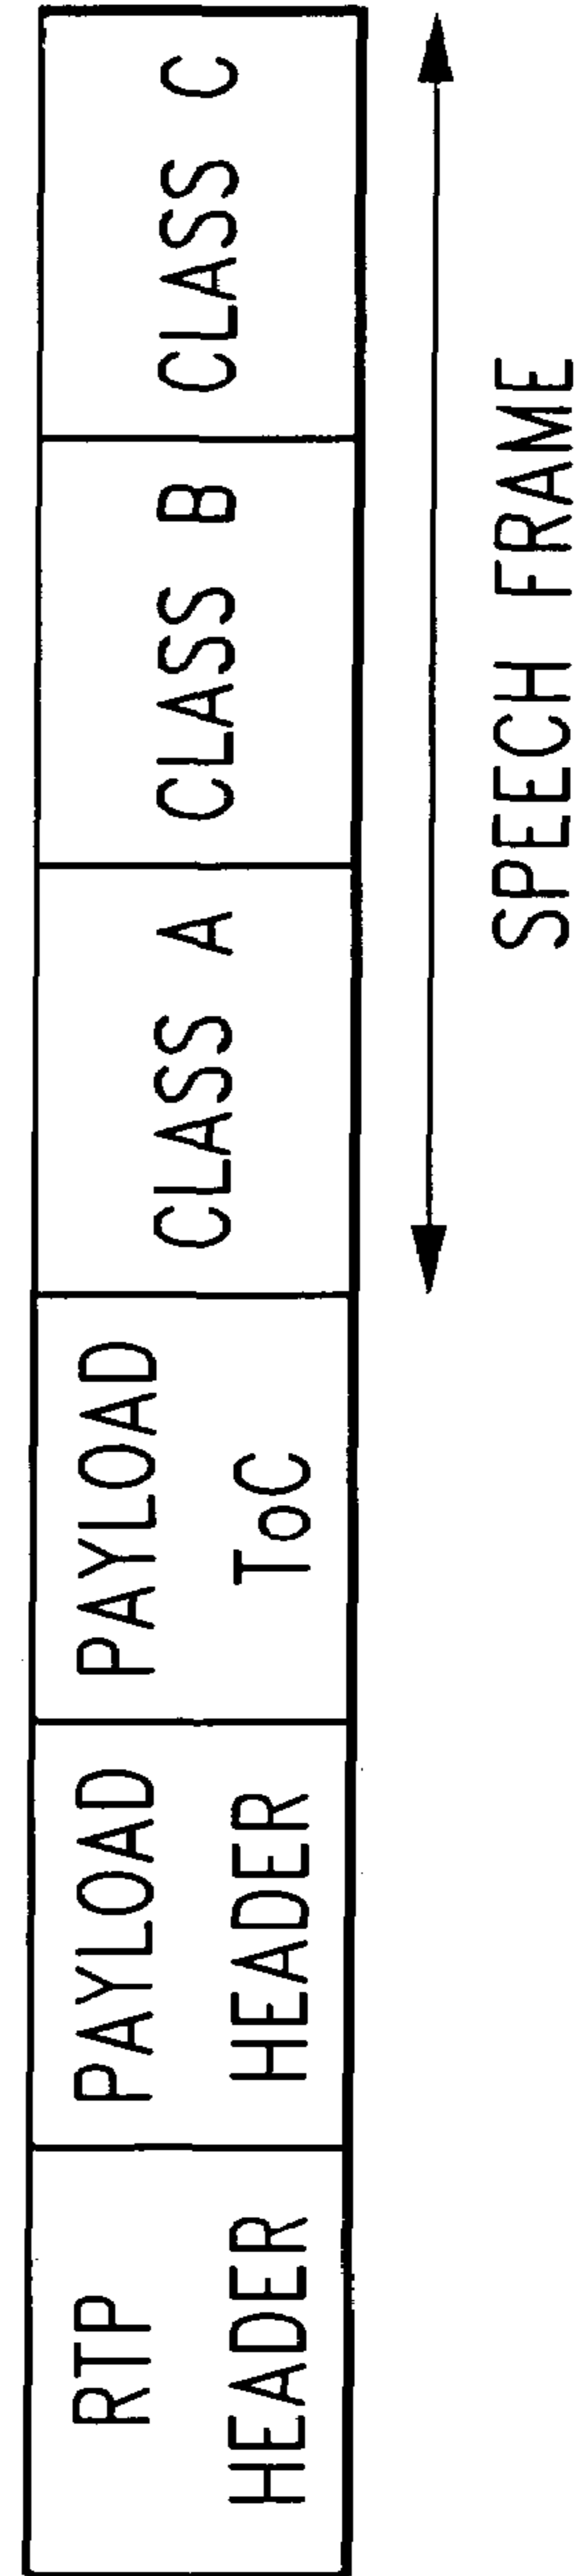 RTP
HEADER
PAYLOAD
HEADER
PAYLOAD
ToC
CLASS A
CLASS B
CLASS C
SPEECH FRAME